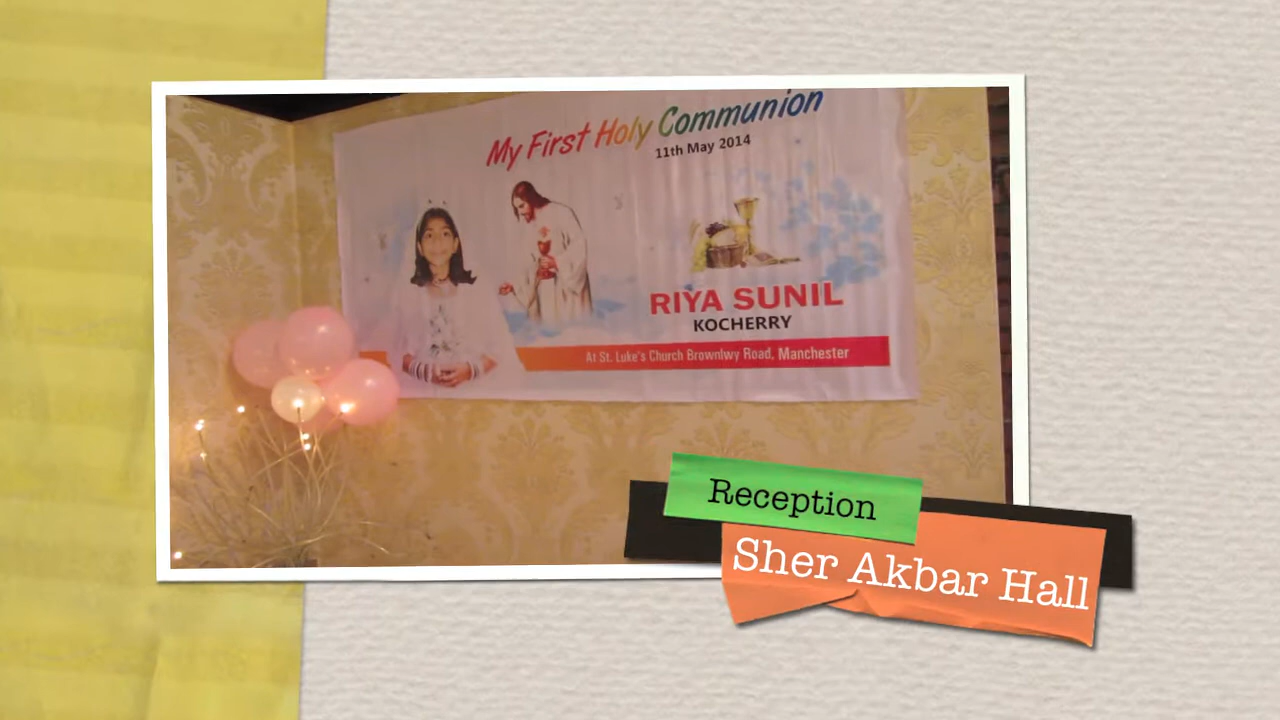 My First Holy Communion
11th May 2014
RIYA SUNIL
KOCHERRY
At St. Luke's Church Brownlwy Road, Manchester
Reception
Sher Akbar Hall